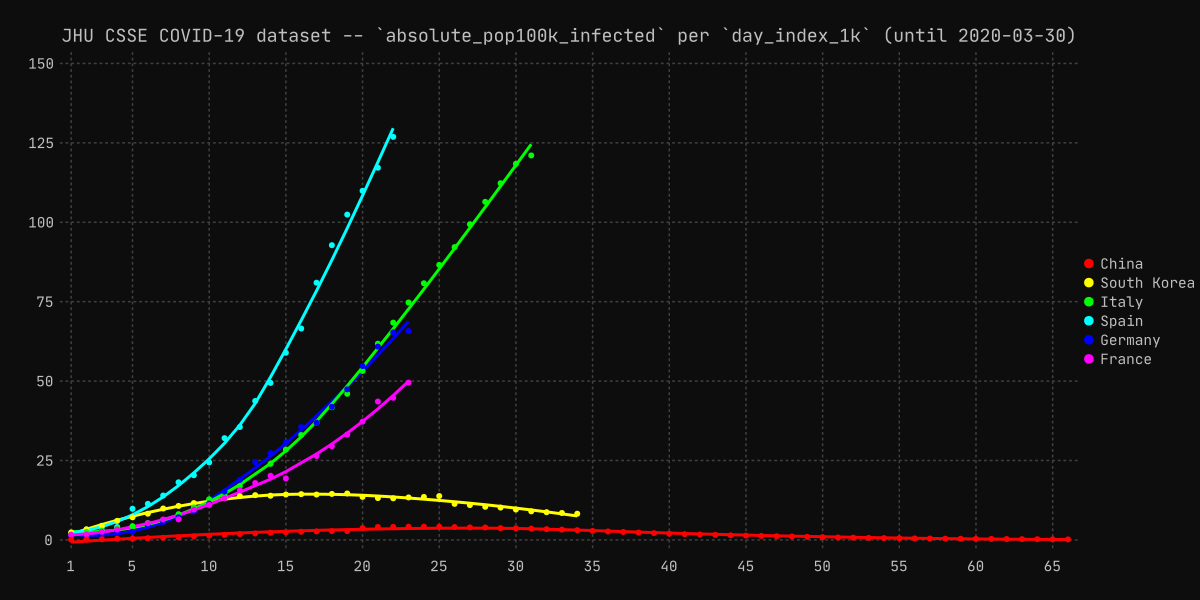 JHU CSSE COVID-19 dataset -- `absolute_pop100k_infected` per `day_index_1k` (until 2020-03-30)
150
125
100
75
50
25
0
1 5 10 15 20 25 30 35 40 45 50 55 60 65
China
South Korea
Italy
Spain
Germany
France